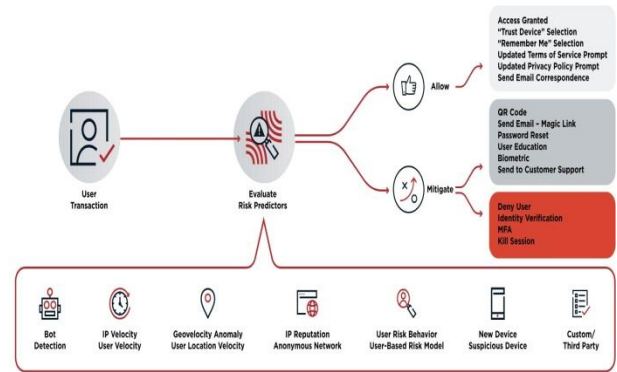 Access Granted
“Trust Device” Selection
“Remember Me” Selection
Updated Terms of Service Prompt
Updated Privacy Policy Prompt
Send Email Correspondence
Allow
QR Code
Send Email – Magic Link
Password Reset
User Education
Biometric
Send to Customer Support
User
Transaction
Evaluate
Risk Predictors
X
O
Mitigate
Deny User
Identity Verification
MFA
Kill Session
Bot
Detection
IP Velocity
User Velocity
Geovelocity Anomaly
User Location Velocity
IP Reputation
Anonymous Network
User Risk Behavior
User-Based Risk Model
New Device
Suspicious Device
Custom/
Third Party